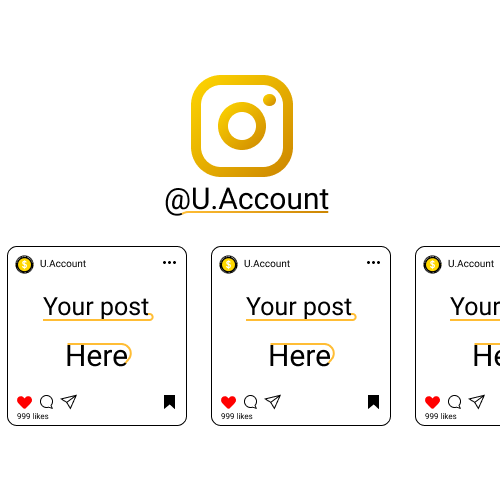 @U.Account
U.Account
Your post
Here
999 likes
U.Account
Your post
Here
999 likes
U.Account
Your
He
999 likes